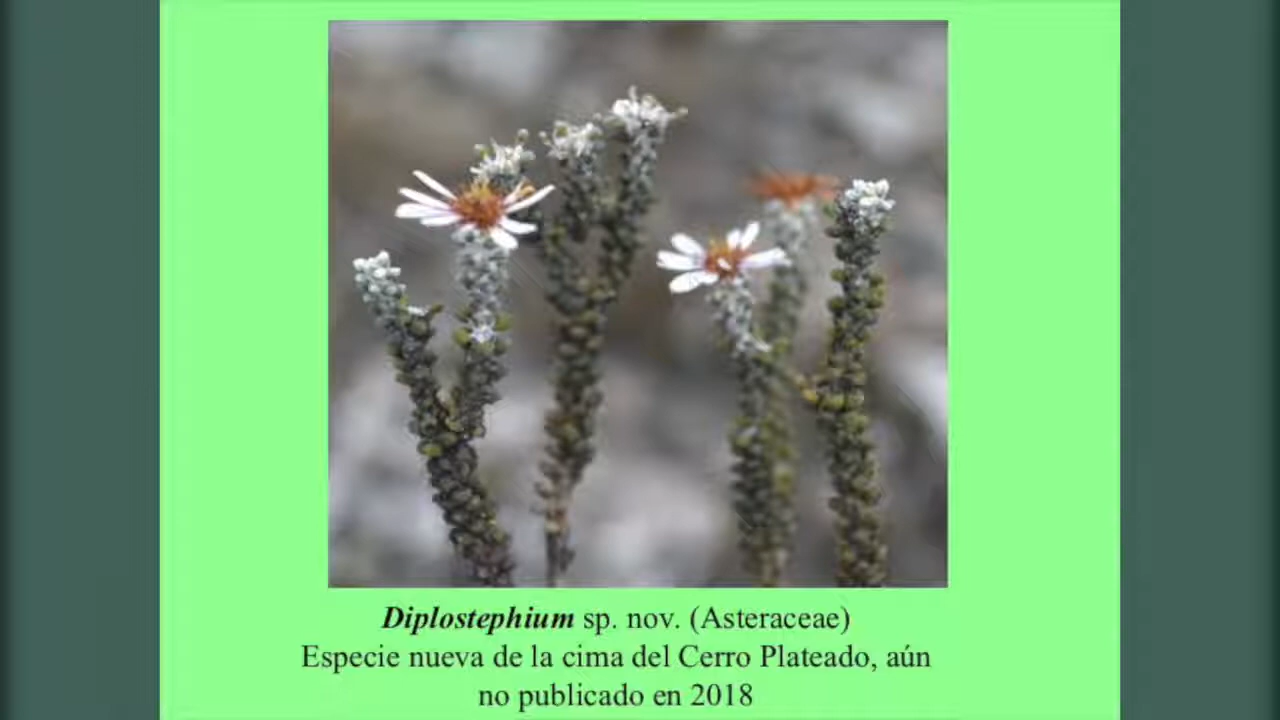 Diplostephium sp. nov. (Asteraceae)
Especie nueva de la cima del Cerro Plateado, aún
no publicado en 2018